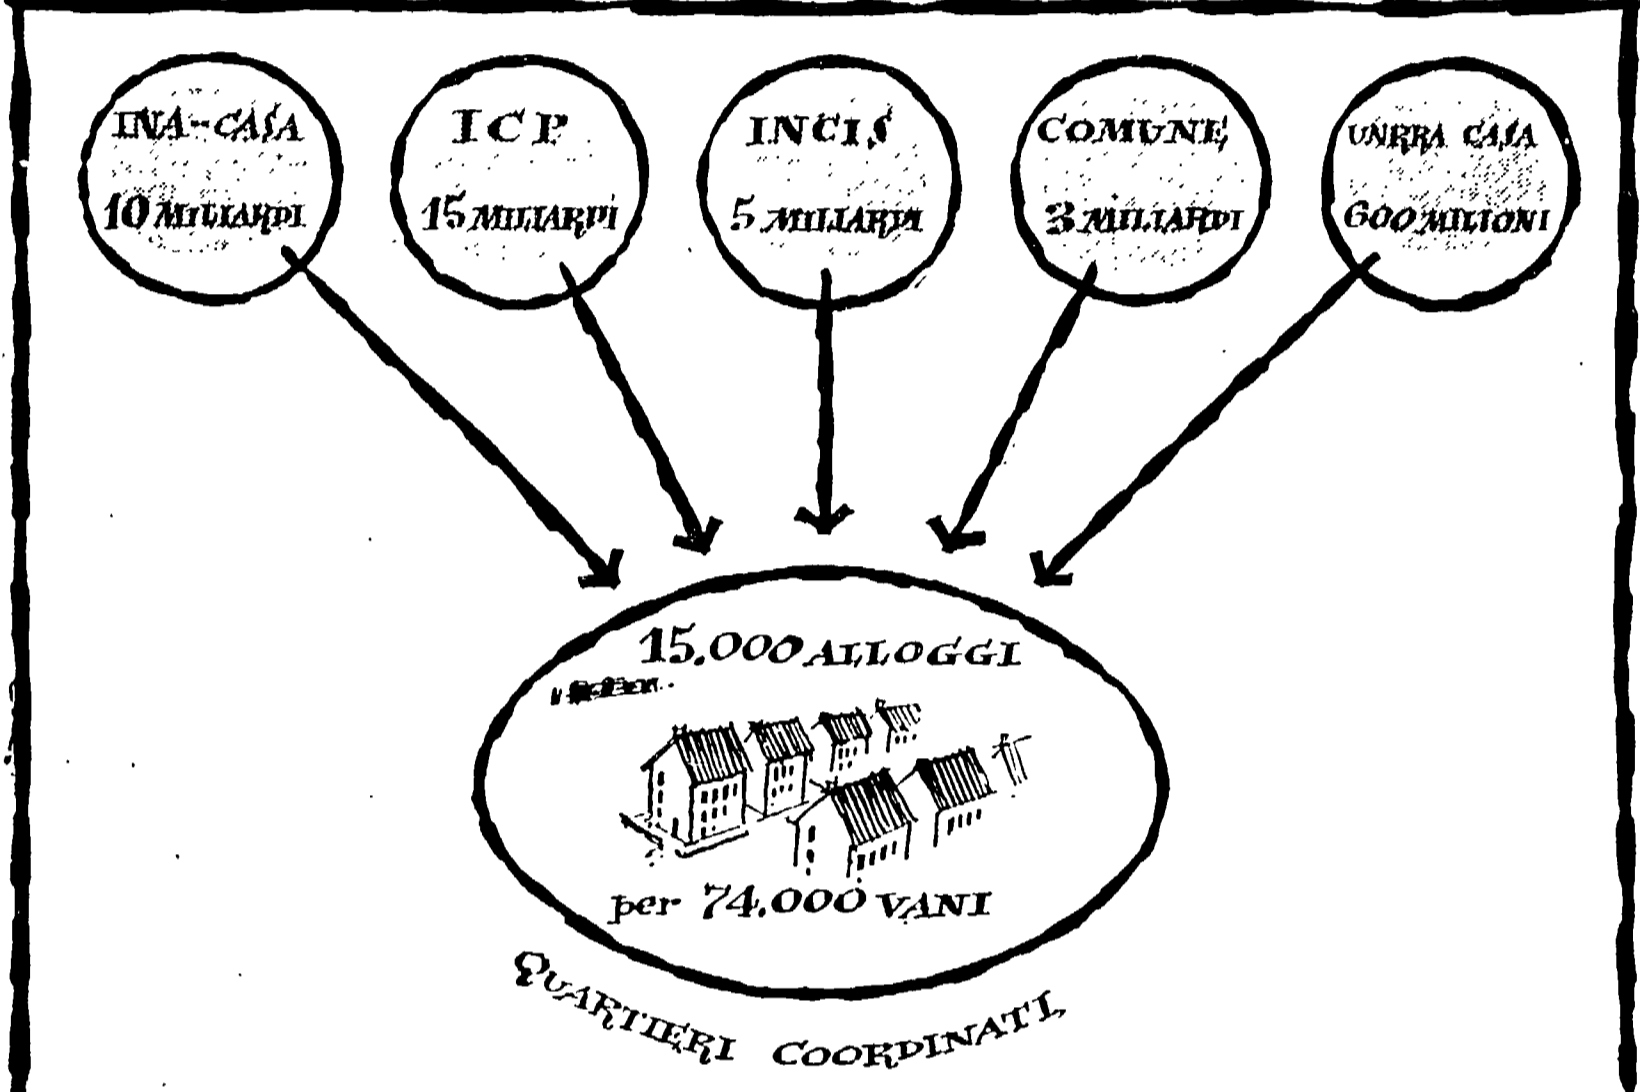 INA-CASA
10 MILIARDI
ICP
15 MILIARDI
INCIS
5 MILIARDI
COMUNE
3 MILIARDI
UNRRA CASA
600 MILIONI
15.000 ALLOGGI
per 74.000 VANI
QUARTIERI COORDINATI